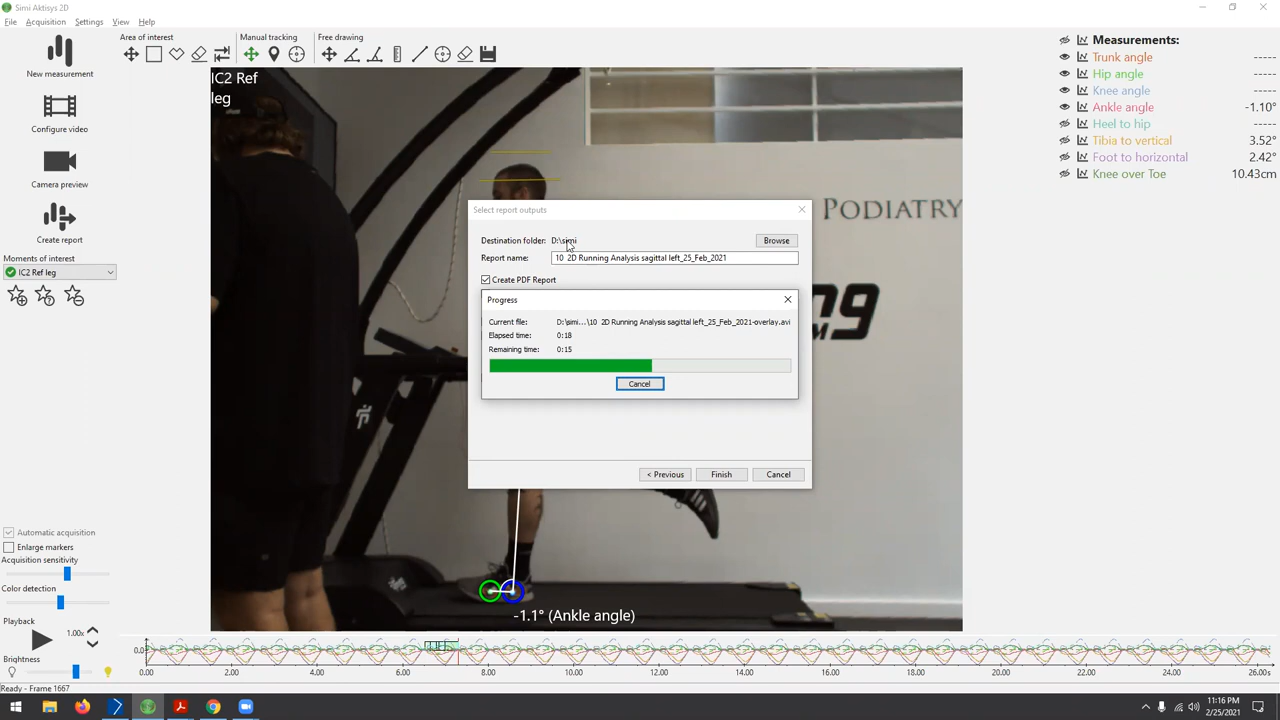 Simi Aktisys 2D
File Acquisition Settings View Help
New measurement
Configure video
Camera preview
Create report
Moments of interest
IC2 Ref leg
Automatic acquisition
Enlarge markers
Acquisition sensitivity
Color detection
Playback
1.00x
Brightness
Ready - Frame 1667
Area of interest
Manual tracking
Free drawing
IC2 Ref
leg
PODIATRY
Select report outputs
Destination folder: D:\simi Browse
Report name: 10 2D Running Analysis sagittal left_25_Feb_2021
Create PDF Report
Progress
Current file: D:\simi...\10 2D Running Analysis sagittal left_25_Feb_2021-overlay.avi
Elapsed time: 0:18
Remaining time: 0:15
Cancel
< Previous Finish Cancel
-1.1° (Ankle angle)
Measurements:
Trunk angle -----
Hip angle -----
Knee angle -----
Ankle angle -1.10°
Heel to hip -----
Tibia to vertical 3.52°
Foot to horizontal 2.42°
Knee over Toe 10.43cm
0.0
0.00 2.00 4.00 6.00 8.00 10.00 12.00 14.00 16.00 18.00 20.00 22.00 24.00 26.00s
11:16 PM
2/25/2021